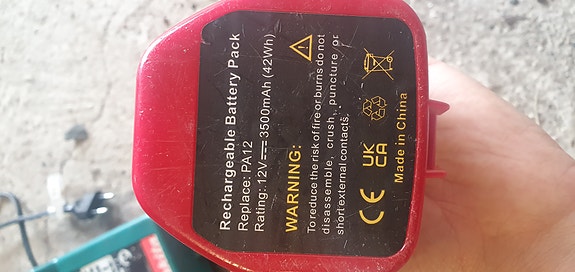 Rechargeable Battery Pack
Replace: PA12
Rating: 12V⎓3500mAh (42Wh)
WARNING:
To reduce the risk of fire or burns do not
disassemble, crush, puncture or
short external contacts.
CE UK
CA
Made in China